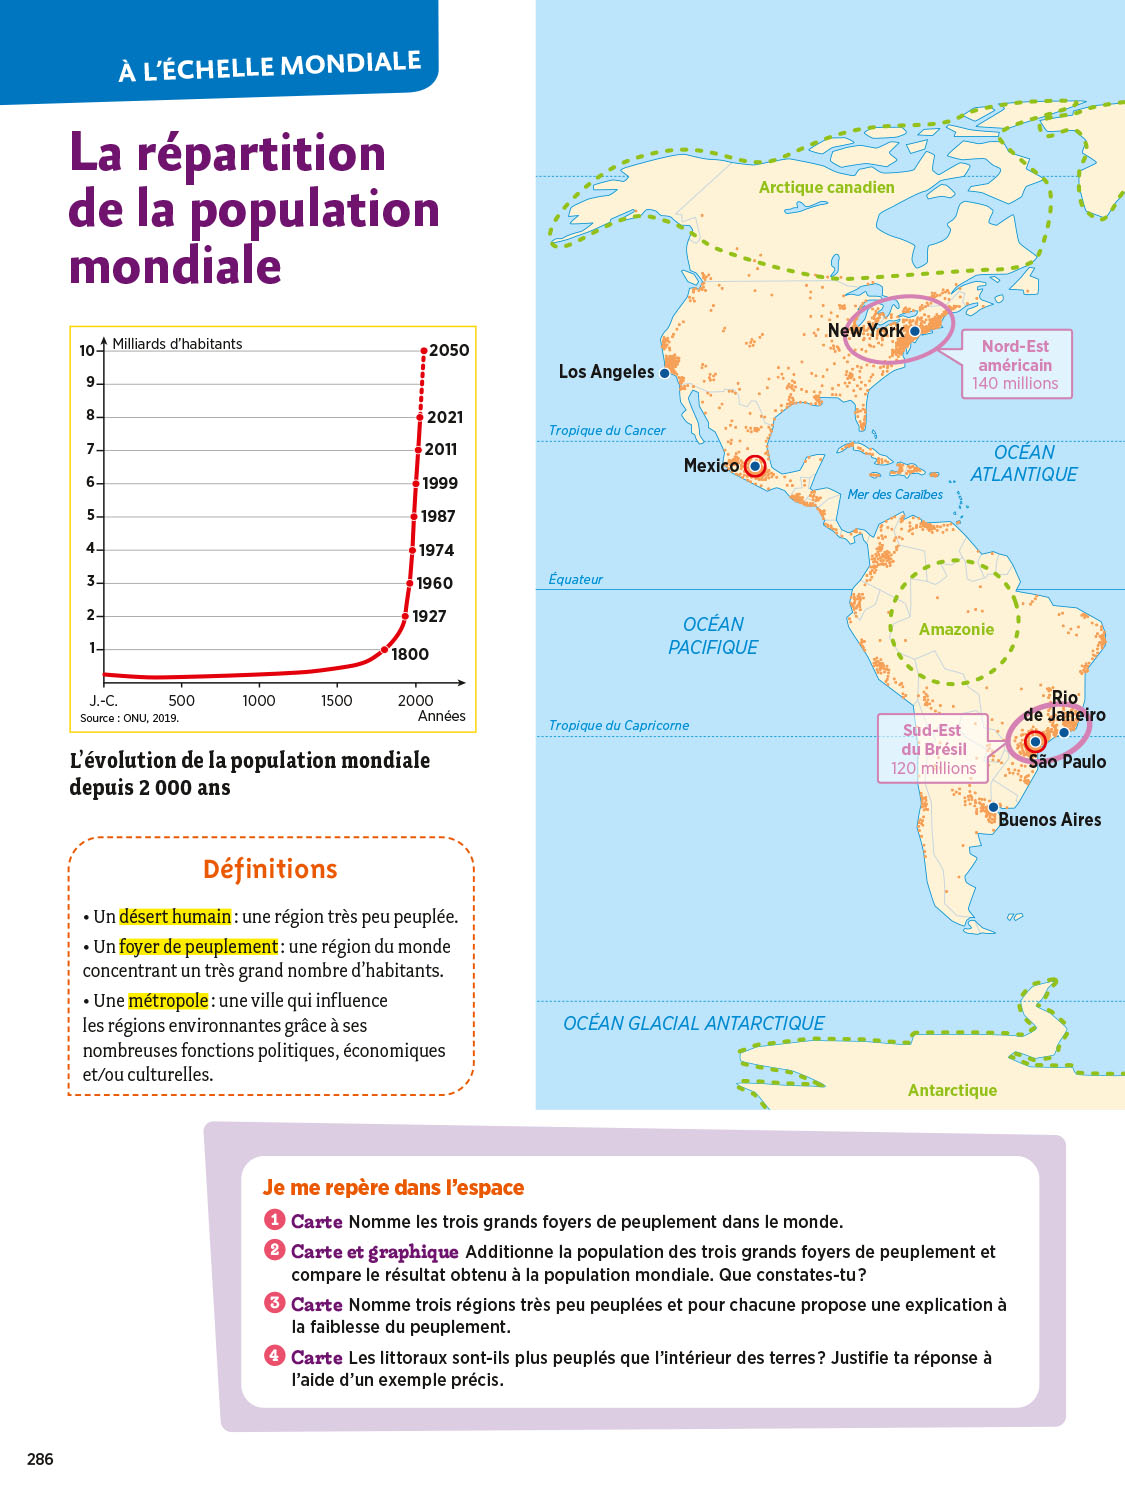 À L'ÉCHELLE MONDIALE
La répartition
de la population
mondiale
Milliards d'habitants
10
9
8
7
6
5
4
3
2
1
2050
2021
2011
1999
1987
1974
1960
1927
1800
J.-C.
500
1000
1500
2000
Années
Source : ONU, 2019.
L'évolution de la population mondiale
depuis 2 000 ans
Définitions
• Un désert humain : une région très peu peuplée.
• Un foyer de peuplement : une région du monde
concentrant un très grand nombre d'habitants.
• Une métropole : une ville qui influence
les régions environnantes grâce à ses
nombreuses fonctions politiques, économiques
et/ou culturelles.
Arctique canadien
New York
Nord-Est
américain
140 millions
Los Angeles
Tropique du Cancer
OCÉAN
ATLANTIQUE
Mexico
Mer des Caraïbes
Équateur
OCÉAN
PACIFIQUE
Amazonie
Rio
de Janeiro
Tropique du Capricorne
Sud-Est
du Brésil
120 millions
São Paulo
Buenos Aires
OCÉAN GLACIAL ANTARCTIQUE
Antarctique
Je me repère dans l'espace
1 Carte Nomme les trois grands foyers de peuplement dans le monde.
2 Carte et graphique Additionne la population des trois grands foyers de peuplement et
compare le résultat obtenu à la population mondiale. Que constates-tu ?
3 Carte Nomme trois régions très peu peuplées et pour chacune propose une explication à
la faiblesse du peuplement.
4 Carte Les littoraux sont-ils plus peuplés que l'intérieur des terres ? Justifie ta réponse à
l'aide d'un exemple précis.
286